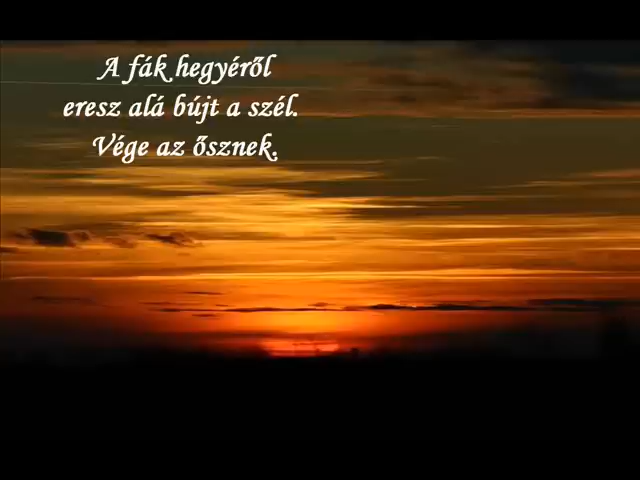 A fák hegyéről
eresz alá bújt a szél.
Vége az ősznek.